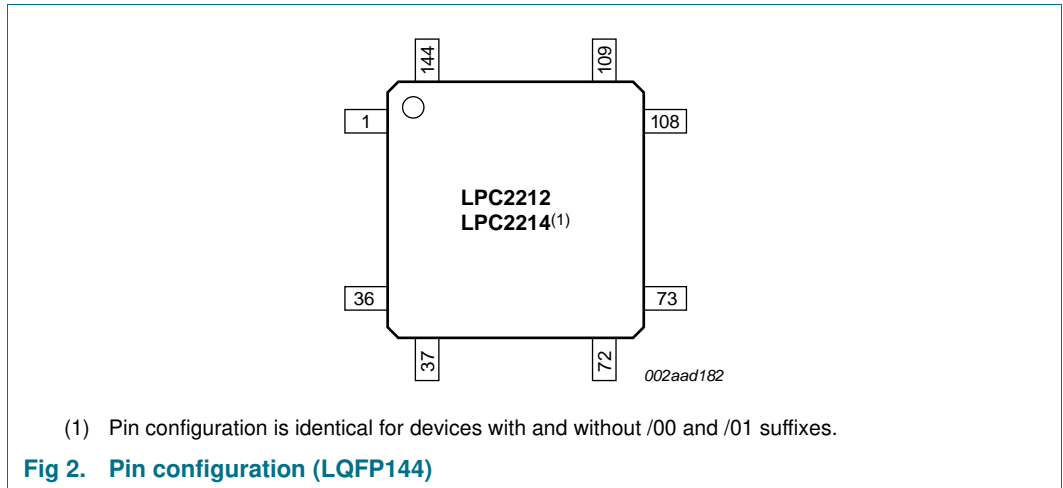 144
109
1
108
LPC2212
LPC2214(1)
36
73
37
72
002aad182
(1) Pin configuration is identical for devices with and without /00 and /01 suffixes.
Fig 2. Pin configuration (LQFP144)